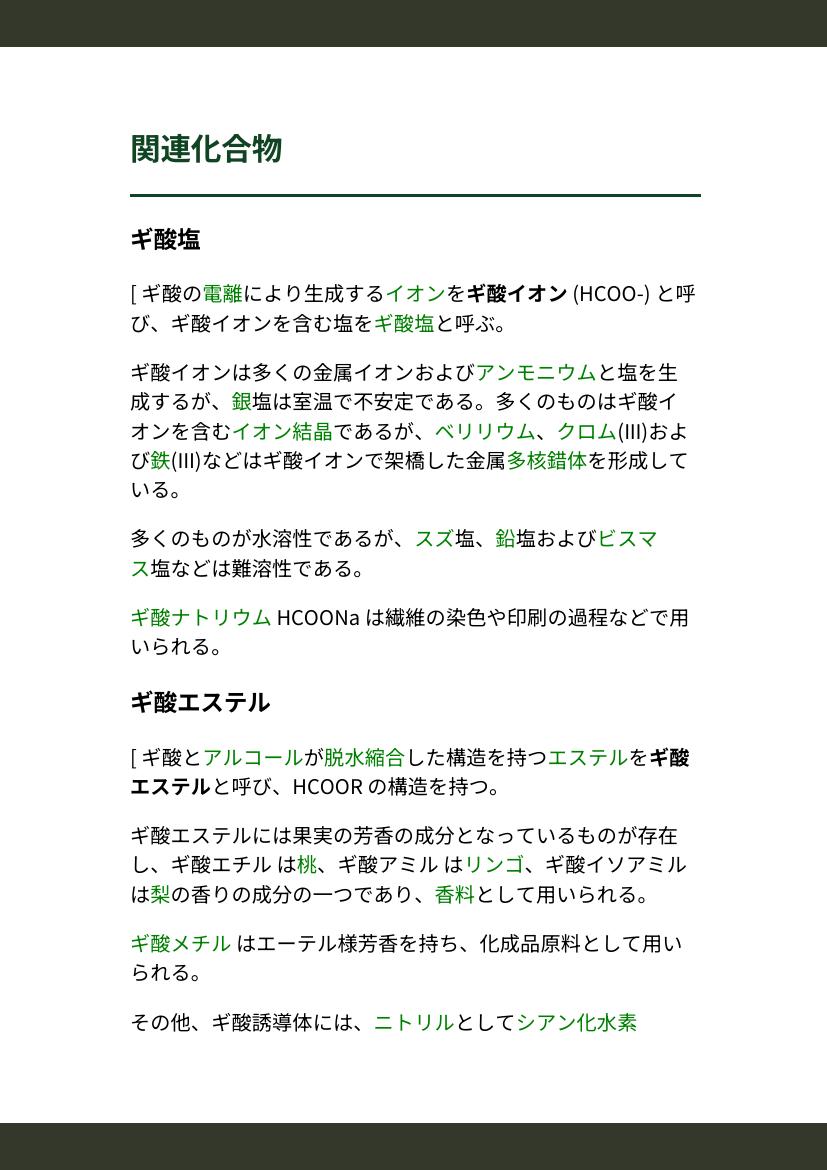 関連化合物
ギ酸塩
[ ギ酸の電離により生成するイオンをギ酸イオン (HCOO-) と呼
び、ギ酸イオンを含む塩をギ酸塩と呼ぶ。
ギ酸イオンは多くの金属イオンおよびアンモニウムと塩を生
成するが、銀塩は室温で不安定である。多くのものはギ酸イ
オンを含むイオン結晶であるが、ベリリウム、クロム(III)およ
び鉄(III)などはギ酸イオンで架橋した金属多核錯体を形成して
いる。
多くのものが水溶性であるが、スズ塩、鉛塩およびビスマ
ス塩などは難溶性である。
ギ酸ナトリウム HCOONa は繊維の染色や印刷の過程などで用
いられる。
ギ酸エステル
[ ギ酸とアルコールが脱水縮合した構造を持つエステルをギ酸
エステルと呼び、HCOOR の構造を持つ。
ギ酸エステルには果実の芳香の成分となっているものが存在
し、ギ酸エチル は桃、ギ酸アミル はリンゴ、ギ酸イソアミル
は梨の香りの成分の一つであり、香料として用いられる。
ギ酸メチル はエーテル様芳香を持ち、化成品原料として用い
られる。
その他、ギ酸誘導体には、ニトリルとしてシアン化水素